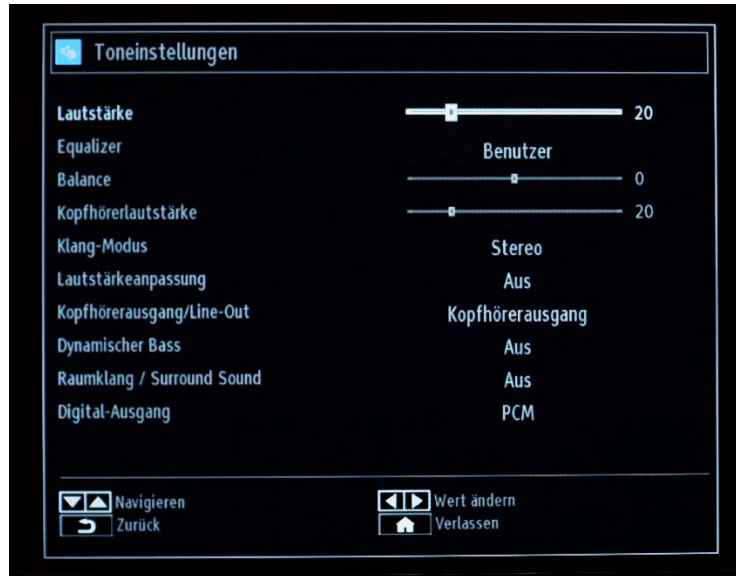 Toneinstellungen
Lautstärke 20
Equalizer Benutzer
Balance 0
Kopfhörerlautstärke 20
Klang-Modus Stereo
Lautstärkeanpassung Aus
Kopfhörerausgang/Line-Out Kopfhörerausgang
Dynamischer Bass Aus
Raumklang / Surround Sound Aus
Digital-Ausgang PCM
Navigieren Wert ändern
Zurück Verlassen